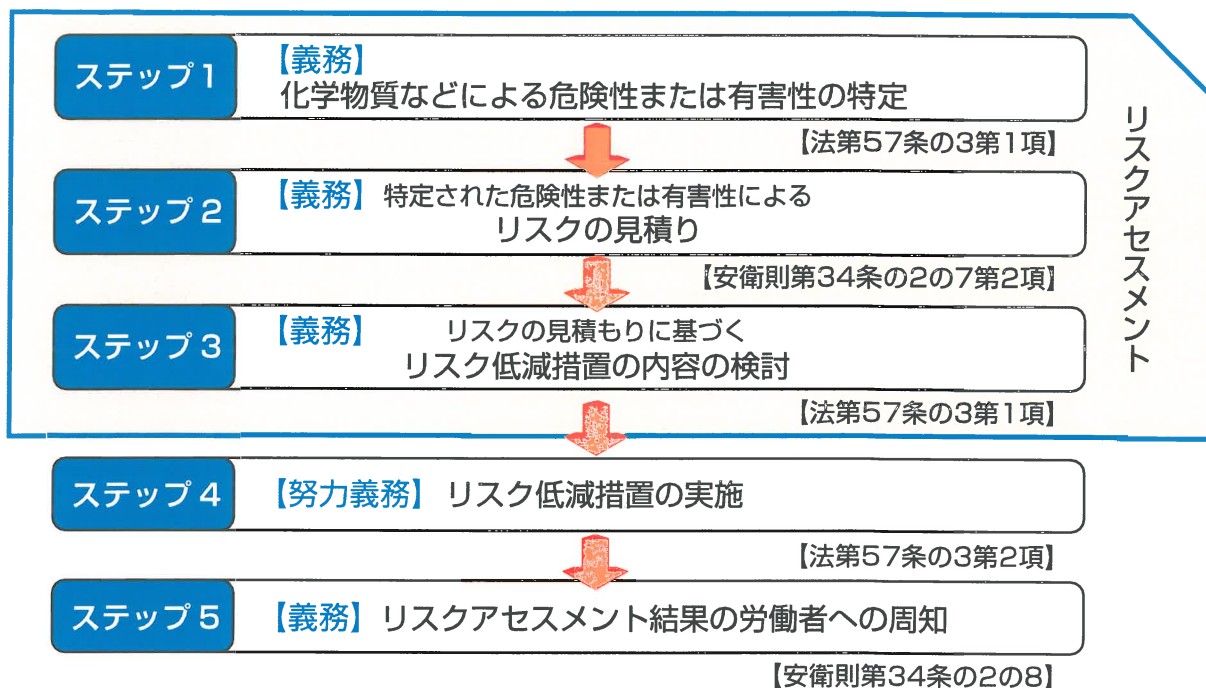 ステップ1
【義務】
化学物質などによる危険性または有害性の特定
【法第57条の3第1項】
ステップ2
【義務】特定された危険性または有害性による
リスクの見積り
【安衛則第34条の2の7第2項】
ステップ3
【義務】リスクの見積もりに基づく
リスク低減措置の内容の検討
【法第57条の3第1項】
リスクアセスメント
ステップ4
【努力義務】リスク低減措置の実施
【法第57条の3第2項】
ステップ5
【義務】リスクアセスメント結果の労働者への周知
【安衛則第34条の2の8】